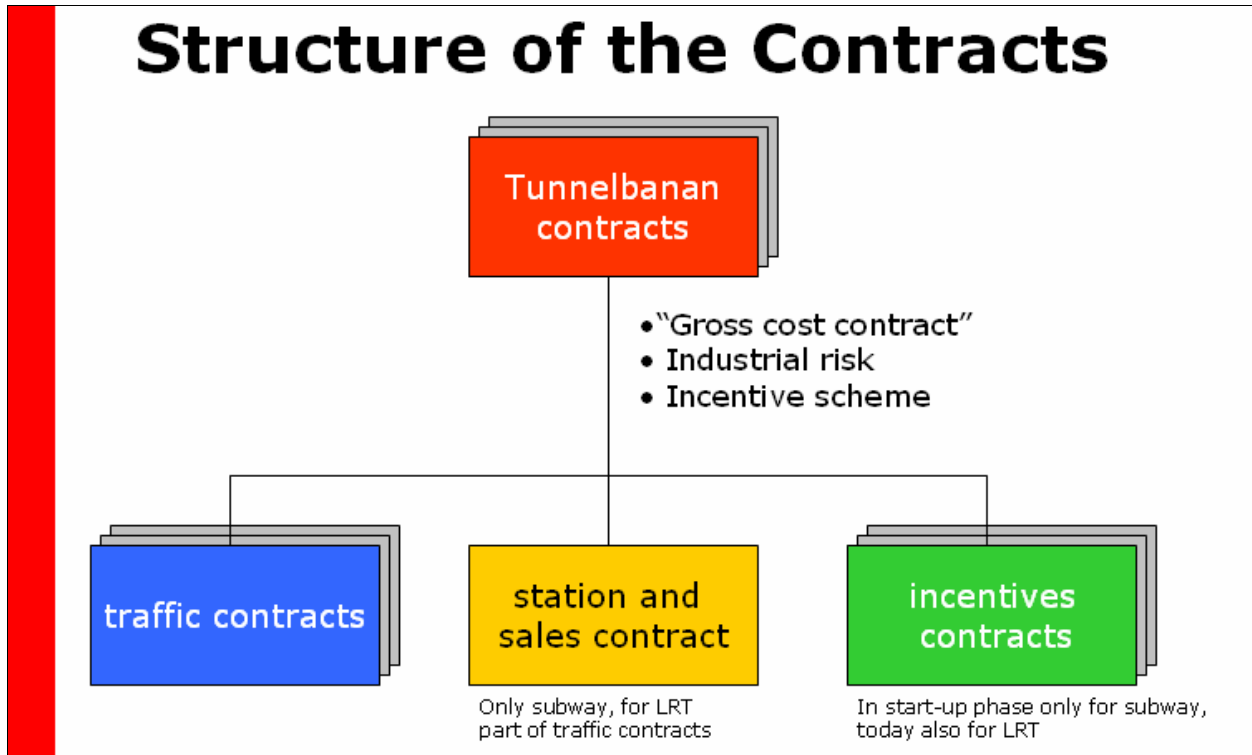 Structure of the Contracts
Tunnelbanan
contracts
•“Gross cost contract”
• Industrial risk
• Incentive scheme
traffic contracts
station and
sales contract
incentives
contracts
Only subway, for LRT
part of traffic contracts
In start-up phase only for subway,
today also for LRT